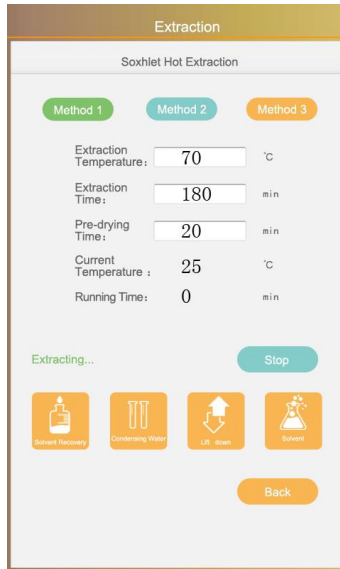 Extraction
Soxhlet Hot Extraction
Method 1 Method 2 Method 3
Extraction
Temperature: 70 ℃
Extraction
Time: 180 min
Pre-drying
Time: 20 min
Current
Temperature : 25 ℃
Running Time: 0 min
Extracting... Stop
Solvent Recovery Condensing Water Lift down Solvent
Back